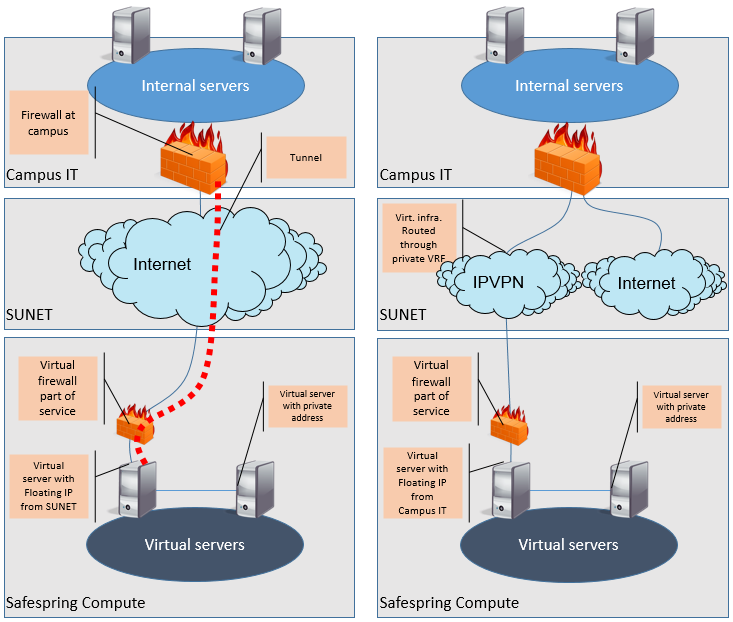 Internal servers
Firewall at
campus
Tunnel
Campus IT
Internet
SUNET
Virtual
firewall
part of
service
Virtual server
with private
address
Virtual
server with
Floating IP
from SUNET
Virtual servers
Safespring Compute
Internal servers
Campus IT
Virt. infra.
Routed
through
private VRF
IPVPN
Internet
SUNET
Virtual
firewall
part of
service
Virtual server
with private
address
Virtual
server with
Floating IP
from
Campus IT
Virtual servers
Safespring Compute